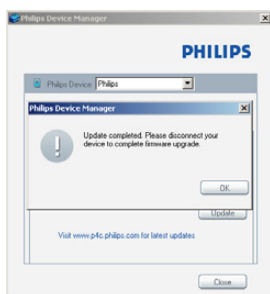 Philips Device Manager
PHILIPS
Philips Device Philips
Philips Device Manager
Update completed. Please disconnect your
device to complete firmware upgrade.
OK
Update
Visit www.p4c.philips.com for latest updates
Close